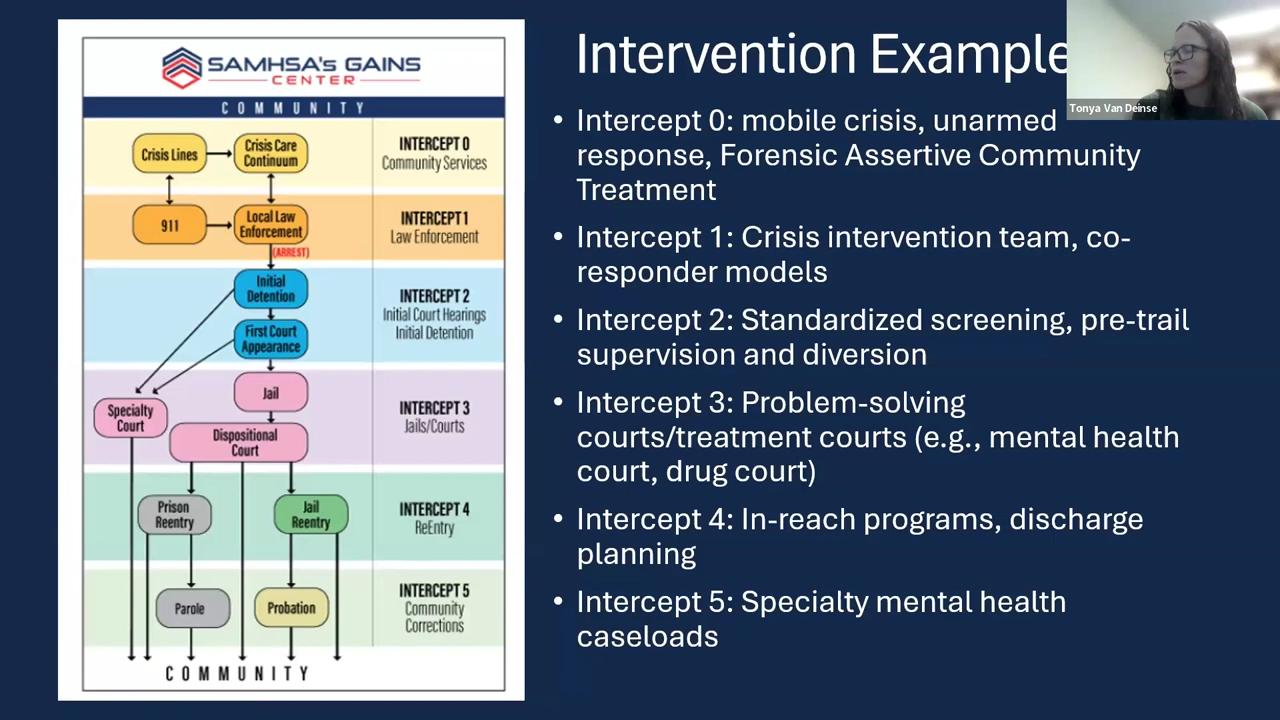 SAMHSA's GAINS
CENTER
COMMUNITY
Crisis Lines
Crisis Care
Continuum
INTERCEPT 0
Community Services
911
Local Law
Enforcement
(ARREST)
INTERCEPT 1
Law Enforcement
Initial
Detention
First Court
Appearance
INTERCEPT 2
Initial Court Hearings
Initial Detention
Jail
Specialty
Court
Dispositional
Court
INTERCEPT 3
Jails/Courts
Prison
Reentry
Jail
Reentry
INTERCEPT 4
ReEntry
Parole
Probation
INTERCEPT 5
Community
Corrections
COMMUNITY
Intervention Example
Tonya Van Deinse
• Intercept 0: mobile crisis, unarmed
response, Forensic Assertive Community
Treatment
• Intercept 1: Crisis intervention team, co-
responder models
• Intercept 2: Standardized screening, pre-trail
supervision and diversion
• Intercept 3: Problem-solving
courts/treatment courts (e.g., mental health
court, drug court)
• Intercept 4: In-reach programs, discharge
planning
• Intercept 5: Specialty mental health
caseloads